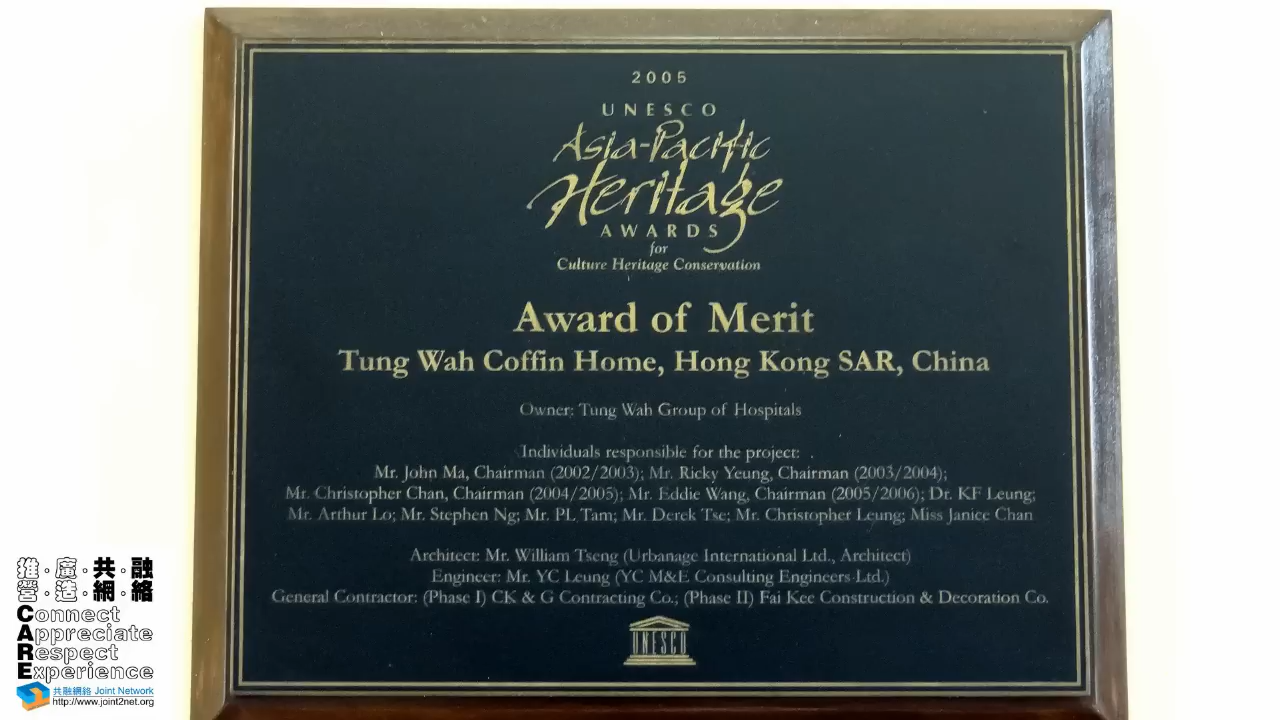 2005
UNESCO
Asia-Pacific
Heritage
AWARDS
for
Culture Heritage Conservation
Award of Merit
Tung Wah Coffin Home, Hong Kong SAR, China
Owner: Tung Wah Group of Hospitals
Individuals responsible for the project:
Mr. John Ma, Chairman (2002/2003); Mr. Ricky Yeung, Chairman (2003/2004);
Mr. Christopher Chan, Chairman (2004/2005); Mr. Eddie Wang, Chairman (2005/2006); Dr. KF Leung;
Mr. Arthur Lo; Mr. Stephen Ng; Mr. PL Tam; Mr. Derek Tse; Mr. Christopher Leung; Miss Janice Chan
Architect: Mr. William Tseng (Urbanage International Ltd., Architect)
Engineer: Mr. YC Leung (YC M&E Consulting Engineers Ltd.)
General Contractor: (Phase I) CK & G Contracting Co.; (Phase II) Fai Kee Construction & Decoration Co.
UNESCO
推·廣·共·融
營·造·網·絡
Connect
Appreciate
Respect
Experience
共融網絡 Joint Network
http://www.joint2net.org